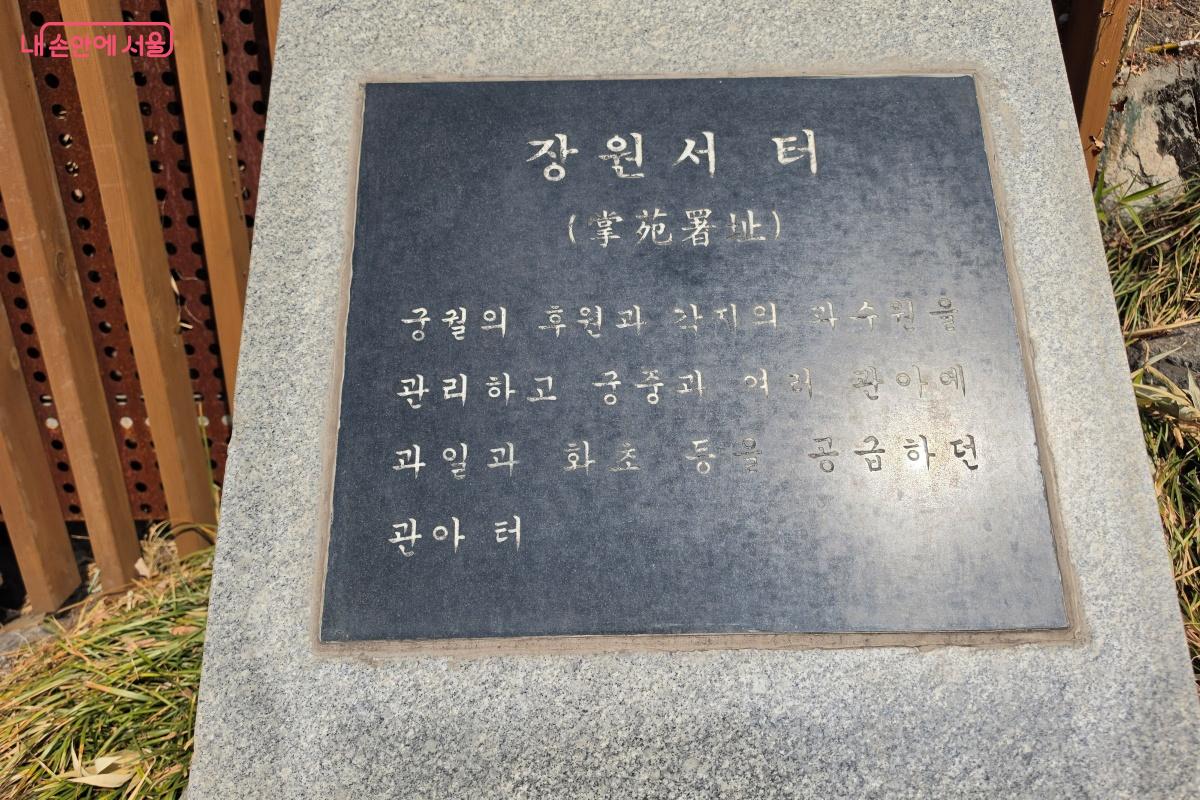 내 손안에 서울
장원서 터
(掌苑署址)
궁궐의 후원과 각지의 과수원을
관리하고 궁중과 여러 관아에
과일과 화초 등을 공급하던
관아 터